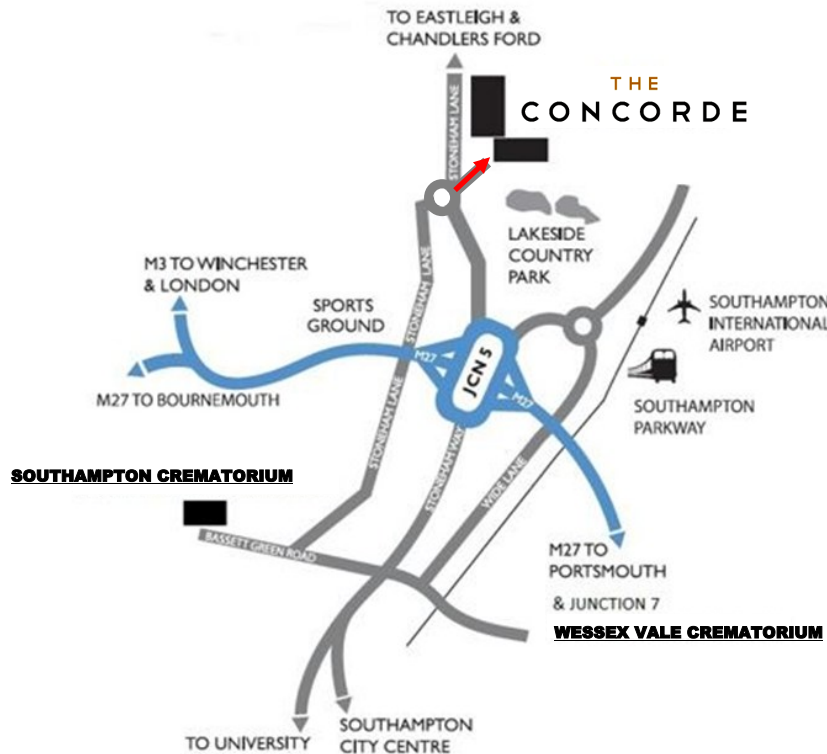 TO EASTLEIGH &
CHANDLERS FORD
THE
CONCORDE
STONEHAM LANE
LAKESIDE
COUNTRY
PARK
M3 TO WINCHESTER
& LONDON
SPORTS
GROUND
STONEHAM LANE
SOUTHAMPTON
INTERNATIONAL
AIRPORT
M27
JCN 5
M27
M27 TO BOURNEMOUTH
SOUTHAMPTON
PARKWAY
STONEHAM LANE
STONEHAM WAY
WIDE LANE
SOUTHAMPTON CREMATORIUM
BASSETT GREEN ROAD
M27 TO
PORTSMOUTH
& JUNCTION 7
WESSEX VALE CREMATORIUM
TO UNIVERSITY
SOUTHAMPTON
CITY CENTRE